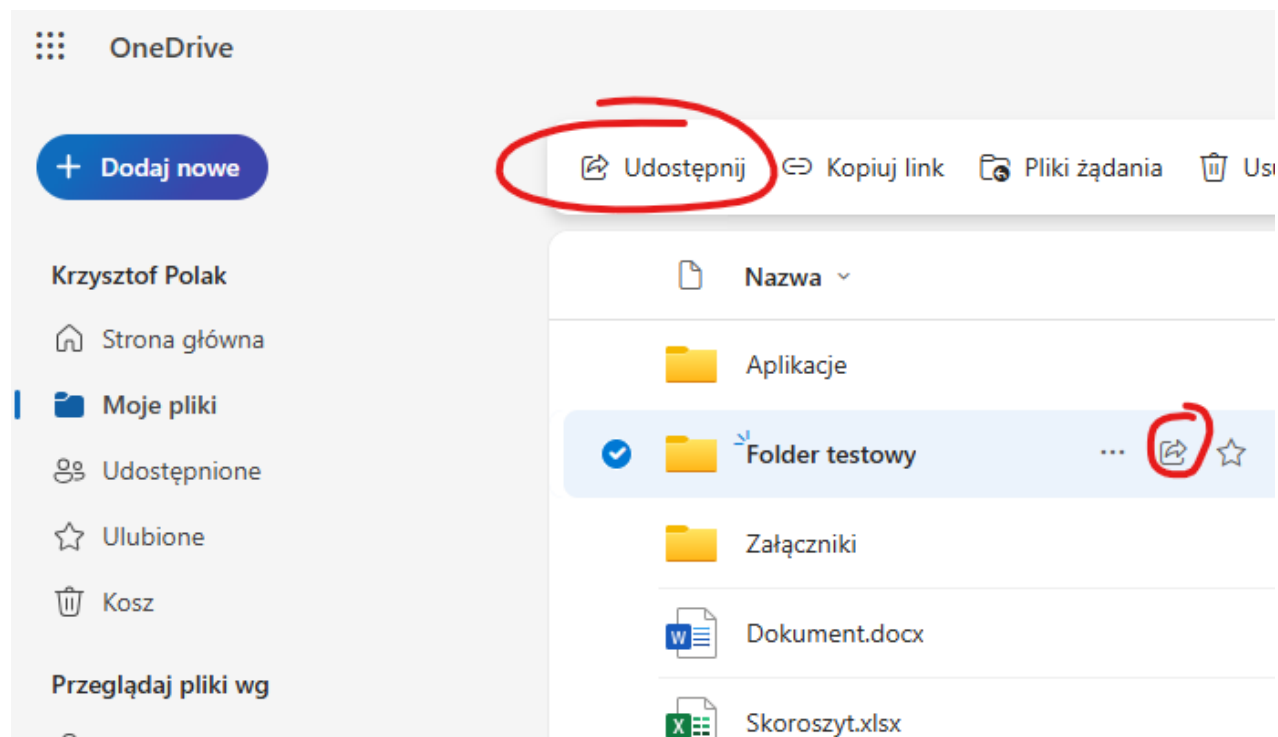 OneDrive
Dodaj nowe
Udostępnij Kopiuj link Pliki żądania
Krzysztof Polak
Strona główna
Moje pliki
Udostępnione
Ulubione
Kosz
Przeglądaj pliki wg
Nazwa
Aplikacje
Folder testowy
Załączniki
Dokument.docx
Skoroszyt.xlsx